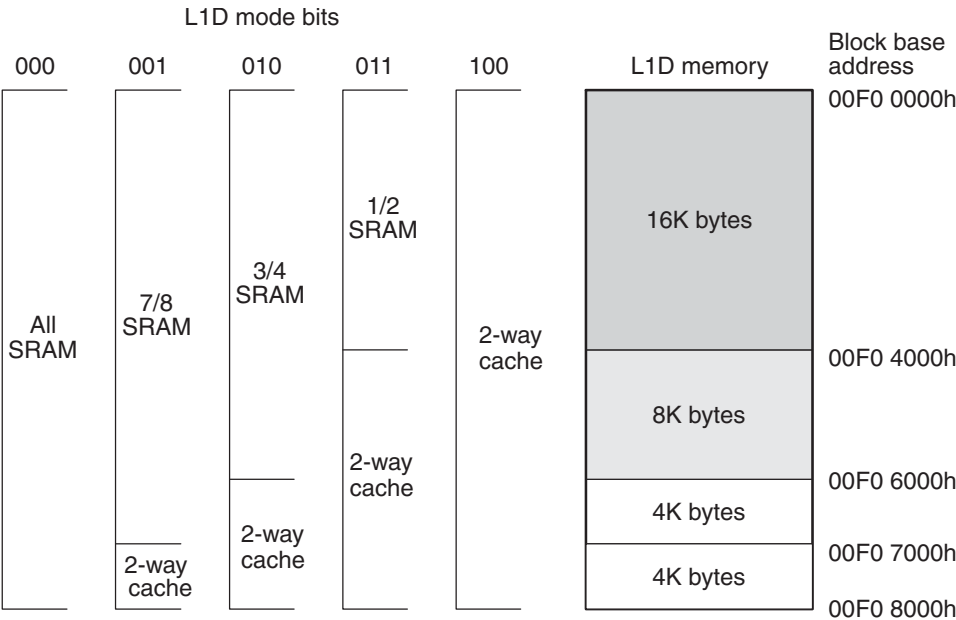 L1D mode bits
000 001 010 011 100 L1D memory Block base
address
00F0 0000h
1/2
SRAM
16K bytes
3/4
SRAM
7/8
SRAM
All
SRAM
2-way
cache
00F0 4000h
8K bytes
2-way
cache
00F0 6000h
4K bytes
2-way
cache
00F0 7000h
2-way
cache
4K bytes
00F0 8000h